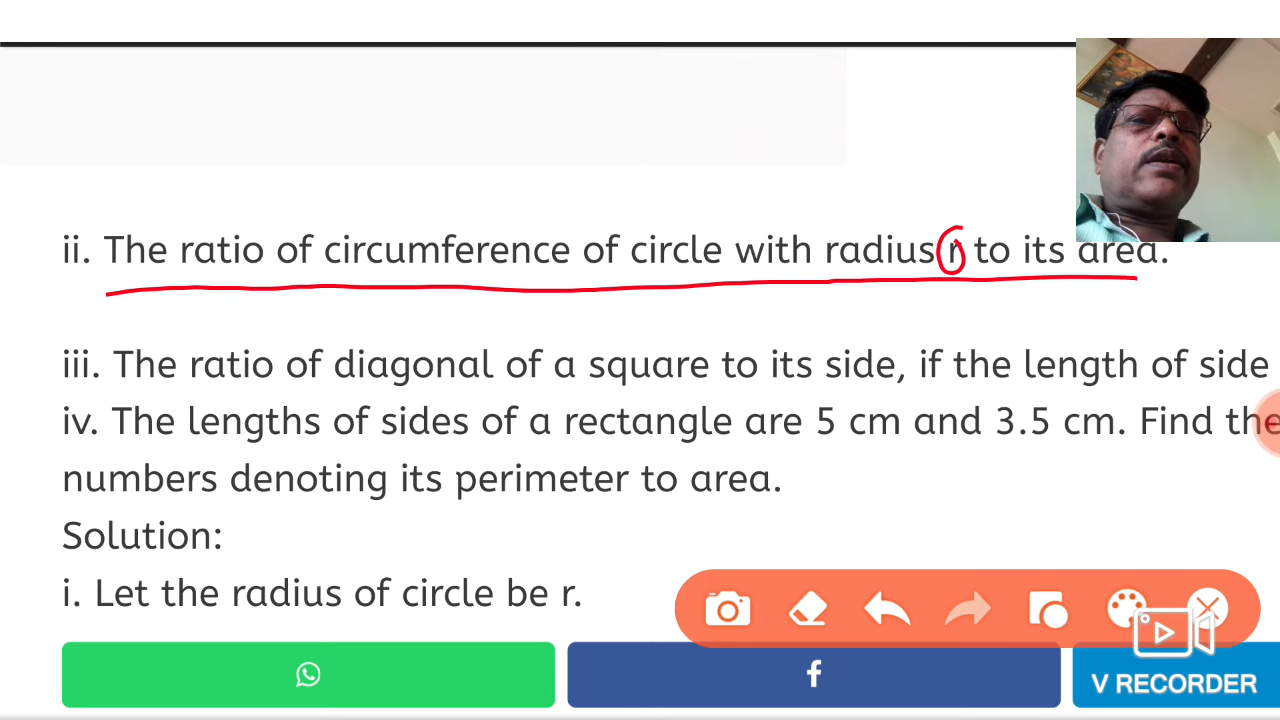 ii. The ratio of circumference of circle with radius r to its area.
iii. The ratio of diagonal of a square to its side, if the length of side
iv. The lengths of sides of a rectangle are 5 cm and 3.5 cm. Find the
numbers denoting its perimeter to area.
Solution:
i. Let the radius of circle be r.
V RECORDER